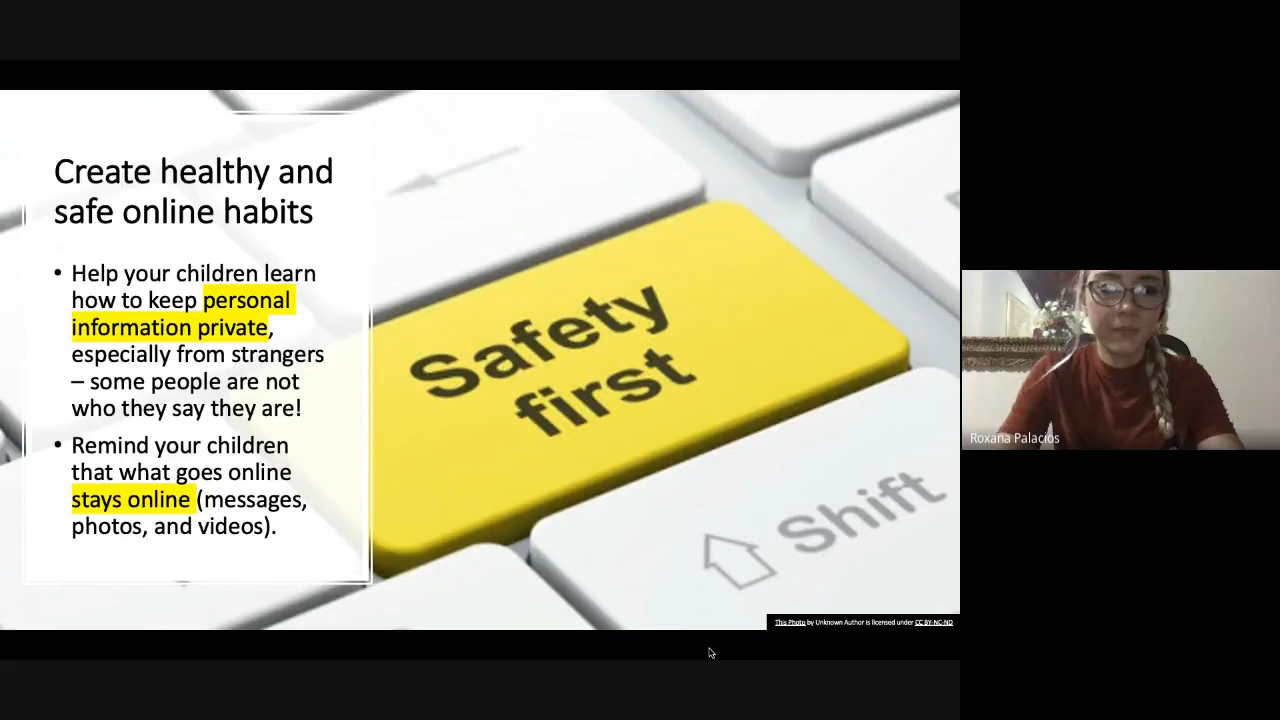 Create healthy and
safe online habits
• Help your children learn
how to keep personal
information private,
especially from strangers
– some people are not
who they say they are!
• Remind your children
that what goes online
stays online (messages,
photos, and videos).
Safety
first
Shift
This Photo by Unknown Author is licensed under CC BY-NC-ND
Roxana Palacios